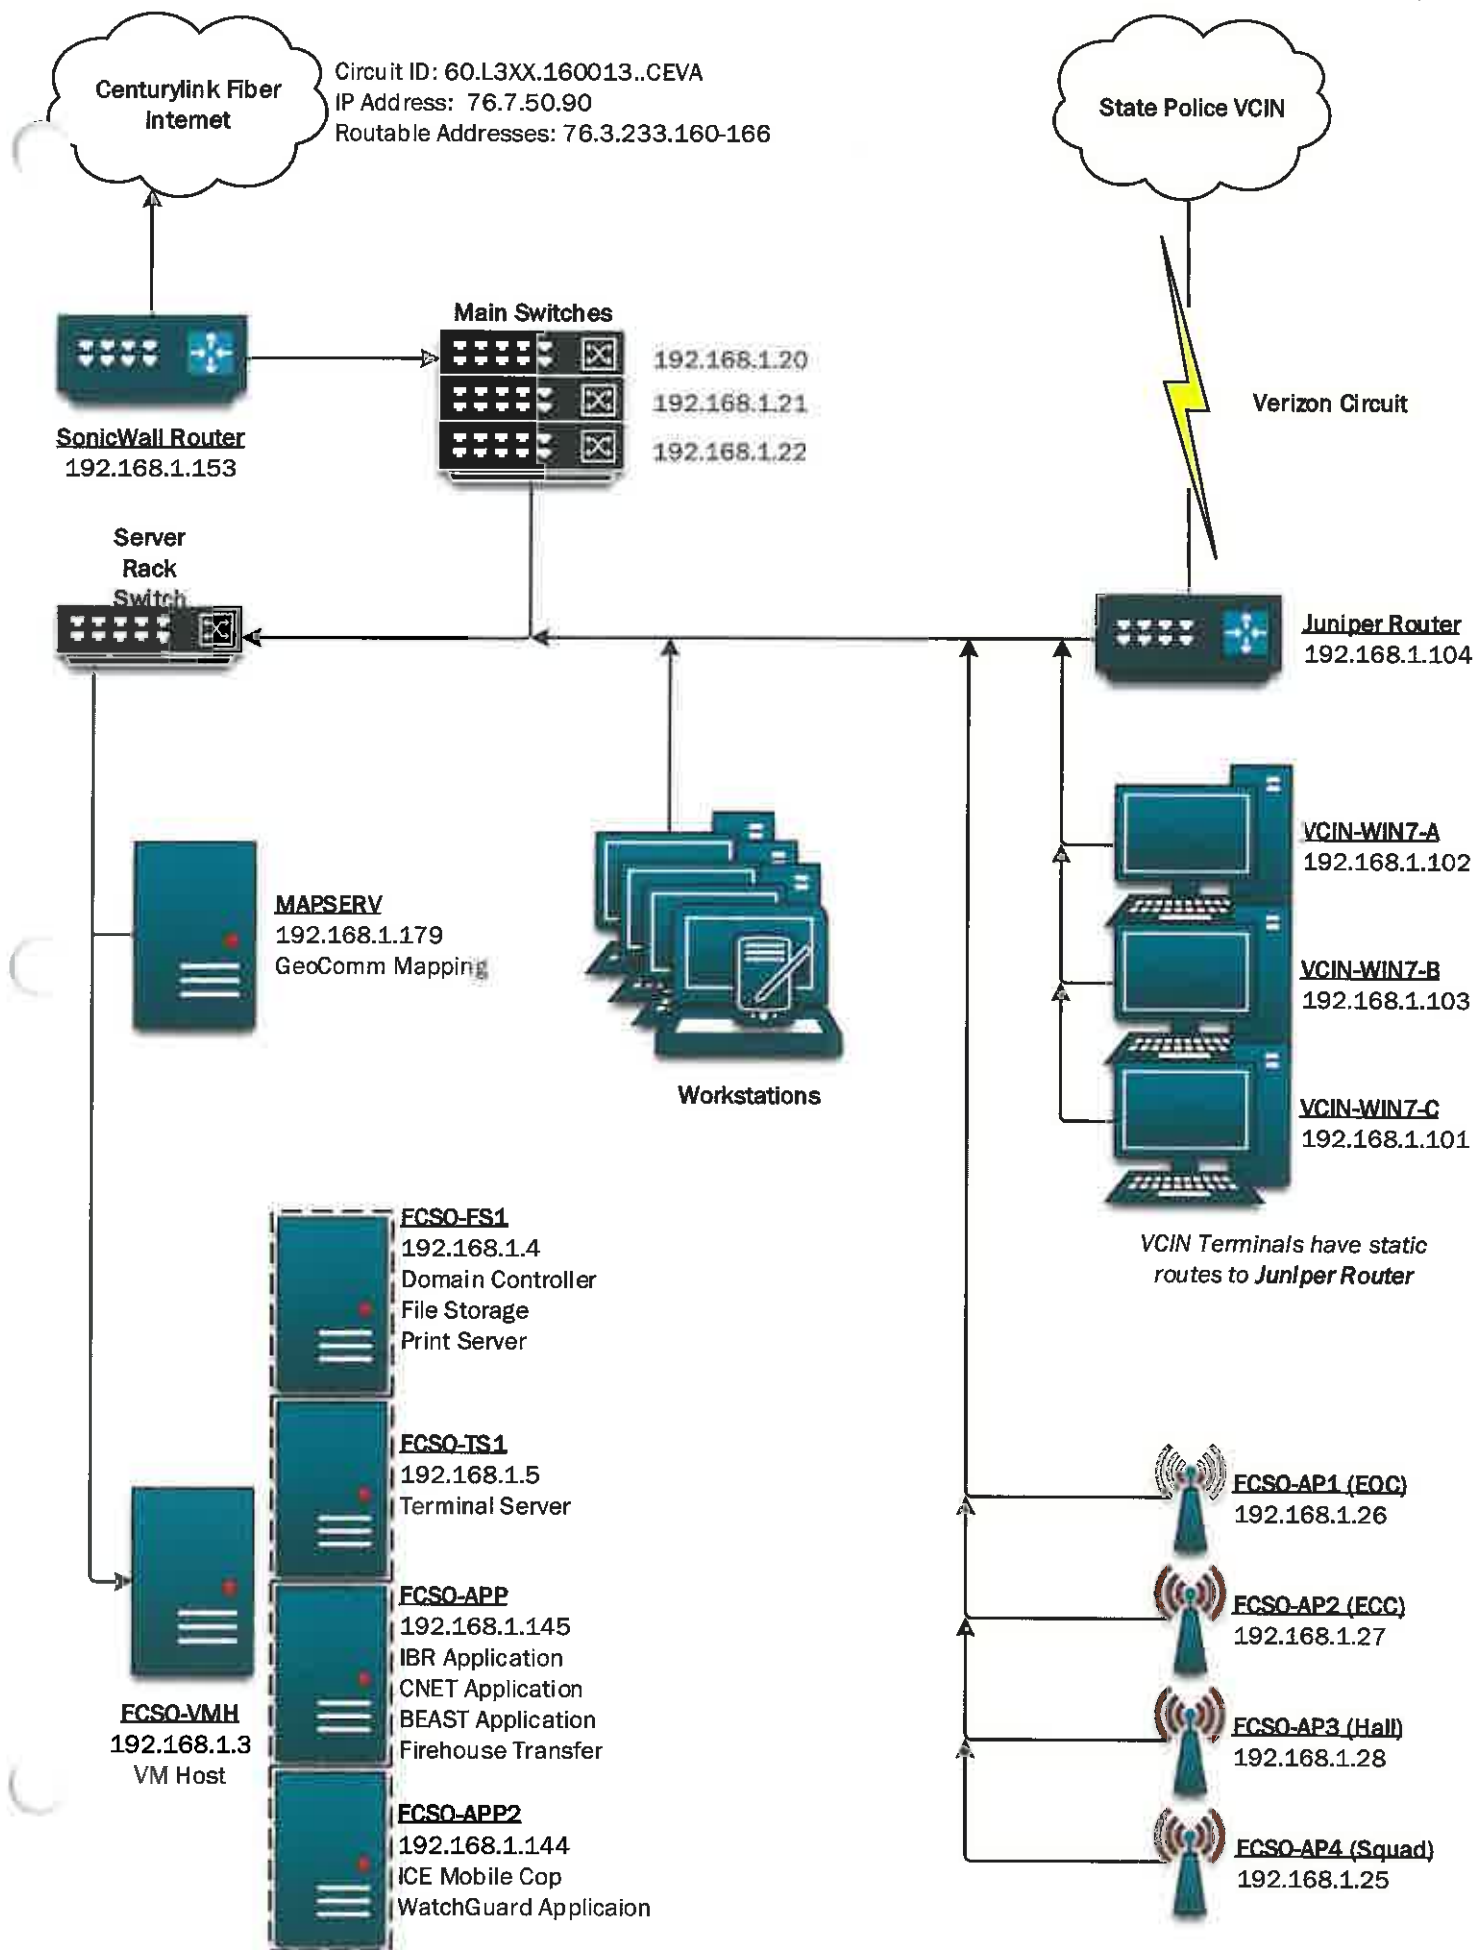 Centurylink Fiber
Internet
Circuit ID: 60.L3XX.160013..CEVA
IP Address: 76.7.50.90
Routable Addresses: 76.3.233.160-166
State Police VCIN
Main Switches
192.168.1.20
192.168.1.21
192.168.1.22
Verizon Circuit
SonicWall Router
192.168.1.153
Server
Rack
Switch
Juniper Router
192.168.1.104
MAPSERV
192.168.1.179
GeoComm Mapping
Workstations
VCIN-WIN7-A
192.168.1.102
VCIN-WIN7-B
192.168.1.103
VCIN-WIN7-C
192.168.1.101
VCIN Terminals have static
routes to Juniper Router
FCSO-FS1
192.168.1.4
Domain Controller
File Storage
Print Server
FCSO-TS1
192.168.1.5
Terminal Server
FCSO-APP
192.168.1.145
IBR Application
CNET Application
BEAST Application
Firehouse Transfer
FCSO-VMH
192.168.1.3
VM Host
FCSO-APP2
192.168.1.144
ICE Mobile Cop
WatchGuard Applicaion
FCSO-AP1 (EOC)
192.168.1.26
FCSO-AP2 (ECC)
192.168.1.27
FCSO-AP3 (Hall)
192.168.1.28
FCSO-AP4 (Squad)
192.168.1.25